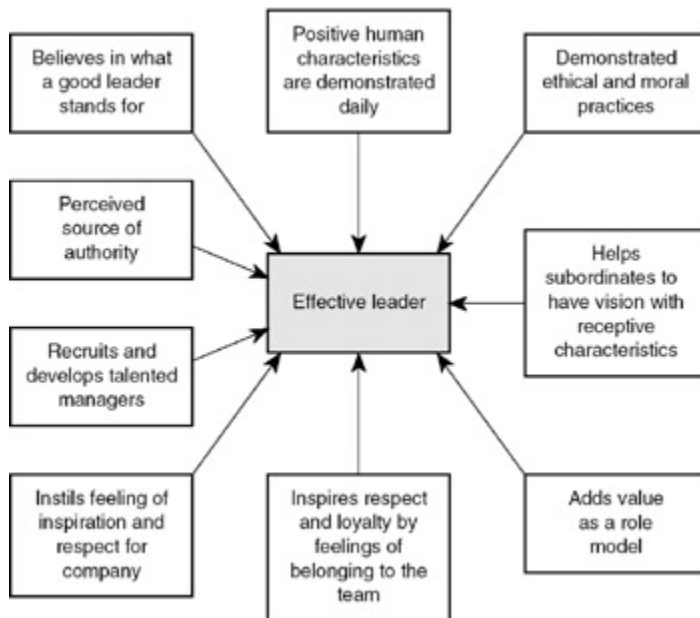 Believes in what
a good leader
stands for
Positive human
characteristics
are demonstrated
daily
Demonstrated
ethical and moral
practices
Perceived
source of
authority
Effective leader
Helps
subordinates to
have vision with
receptive
characteristics
Recruits and
develops talented
managers
Instils feeling of
inspiration and
respect for
company
Inspires respect
and loyalty by
feelings of
belonging to the
team
Adds value
as a role
model